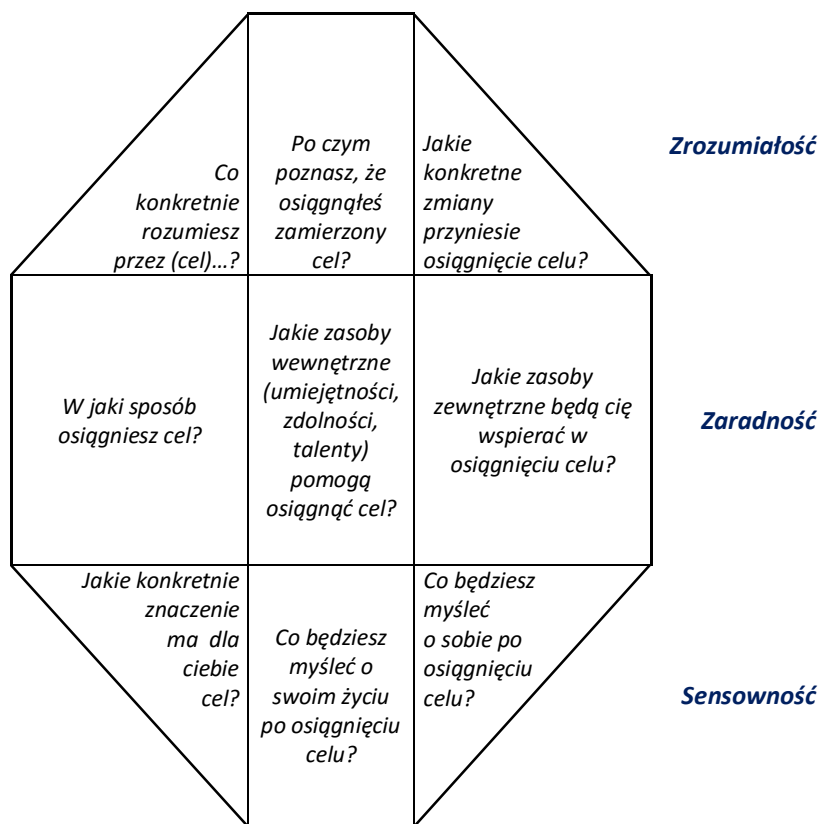 Co
konkretnie
rozumiesz
przez (cel)...?
Po czym
poznasz, że
osiągnąłeś
zamierzony
cel?
Jakie
konkretne
zmiany
przyniesie
osiągnięcie celu?
Zrozumiałość
W jaki sposób
osiągniesz cel?
Jakie zasoby
wewnętrzne
(umiejętności,
zdolności,
talenty)
pomogą
osiągnąć cel?
Jakie zasoby
zewnętrzne będą cię
wspierać w
osiągnięciu celu?
Zaradność
Jakie konkretnie
znaczenie
ma dla
ciebie
cel?
Co będziesz
myśleć o
swoim życiu
po osiągnięciu
celu?
Co będziesz
myśleć
o sobie po
osiągnięciu
celu?
Sensowność